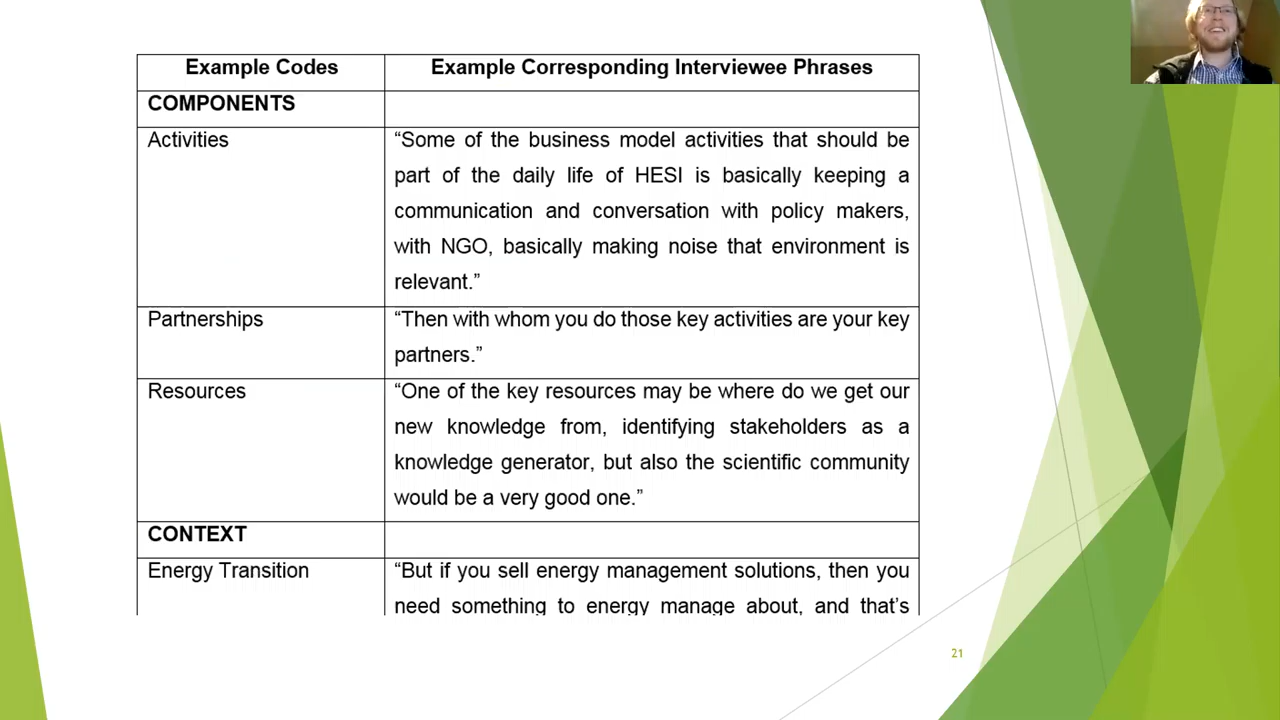 Example Codes
Example Corresponding Interviewee Phrases
COMPONENTS
Activities
“Some of the business model activities that should be
part of the daily life of HESI is basically keeping a
communication and conversation with policy makers,
with NGO, basically making noise that environment is
relevant.”
Partnerships
“Then with whom you do those key activities are your key
partners.”
Resources
“One of the key resources may be where do we get our
new knowledge from, identifying stakeholders as a
knowledge generator, but also the scientific community
would be a very good one.”
CONTEXT
Energy Transition
“But if you sell energy management solutions, then you
need something to energy manage about, and that’s
21